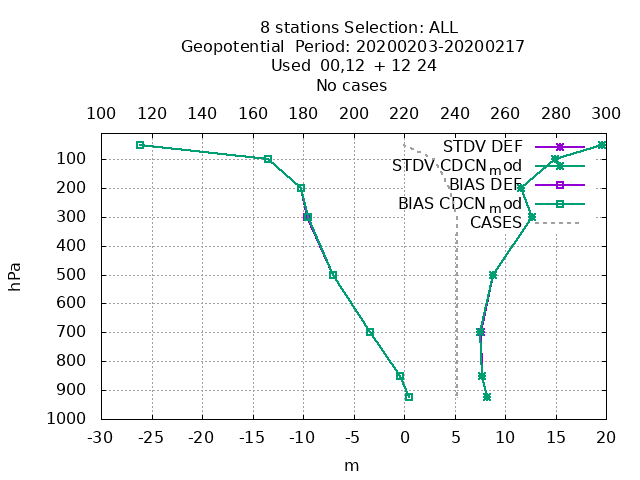 8 stations Selection: ALL
Geopotential  Period: 20200203-20200217
Used  00,12  + 12 24
No cases
100 120 140 160 180 200 220 240 260 280 300
STDV DEF
STDV CDCN_mod
BIAS DEF
BIAS CDCN_mod
CASES
100
200
300
400
500
600
700
800
900
1000
hPa
-30 -25 -20 -15 -10 -5 0 5 10 15 20
m